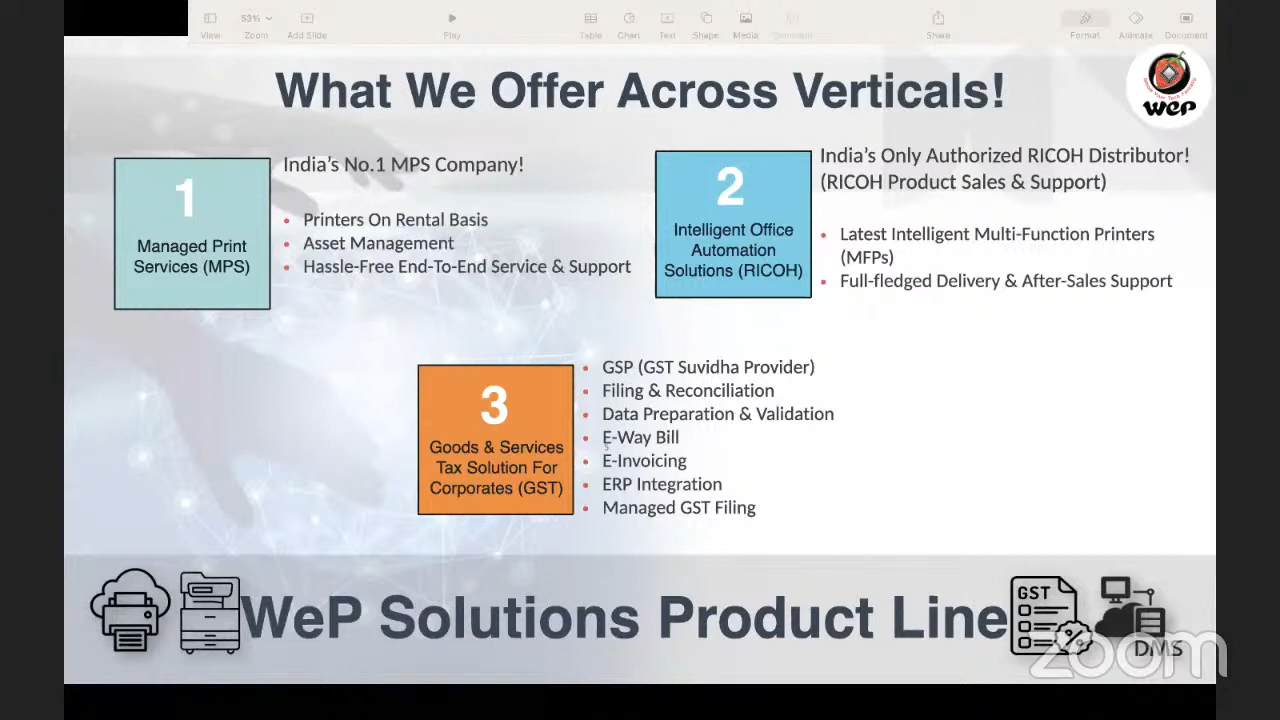 View
53%
Zoom
Add Slide
Play
Table
Chart
Text
Shape
Media
Comment
Share
Format
Animate
Document
What We Offer Across Verticals!
WeP
1
Managed Print
Services (MPS)
India's No.1 MPS Company!
• Printers On Rental Basis
• Asset Management
• Hassle-Free End-To-End Service & Support
2
Intelligent Office
Automation
Solutions (RICOH)
India's Only Authorized RICOH Distributor!
(RICOH Product Sales & Support)
• Latest Intelligent Multi-Function Printers
(MFPs)
• Full-fledged Delivery & After-Sales Support
3
Goods & Services
Tax Solution For
Corporates (GST)
• GSP (GST Suvidha Provider)
• Filing & Reconciliation
• Data Preparation & Validation
• E-Way Bill
• E-Invoicing
• ERP Integration
• Managed GST Filing
WeP Solutions Product Line
GST
DMS
zoom